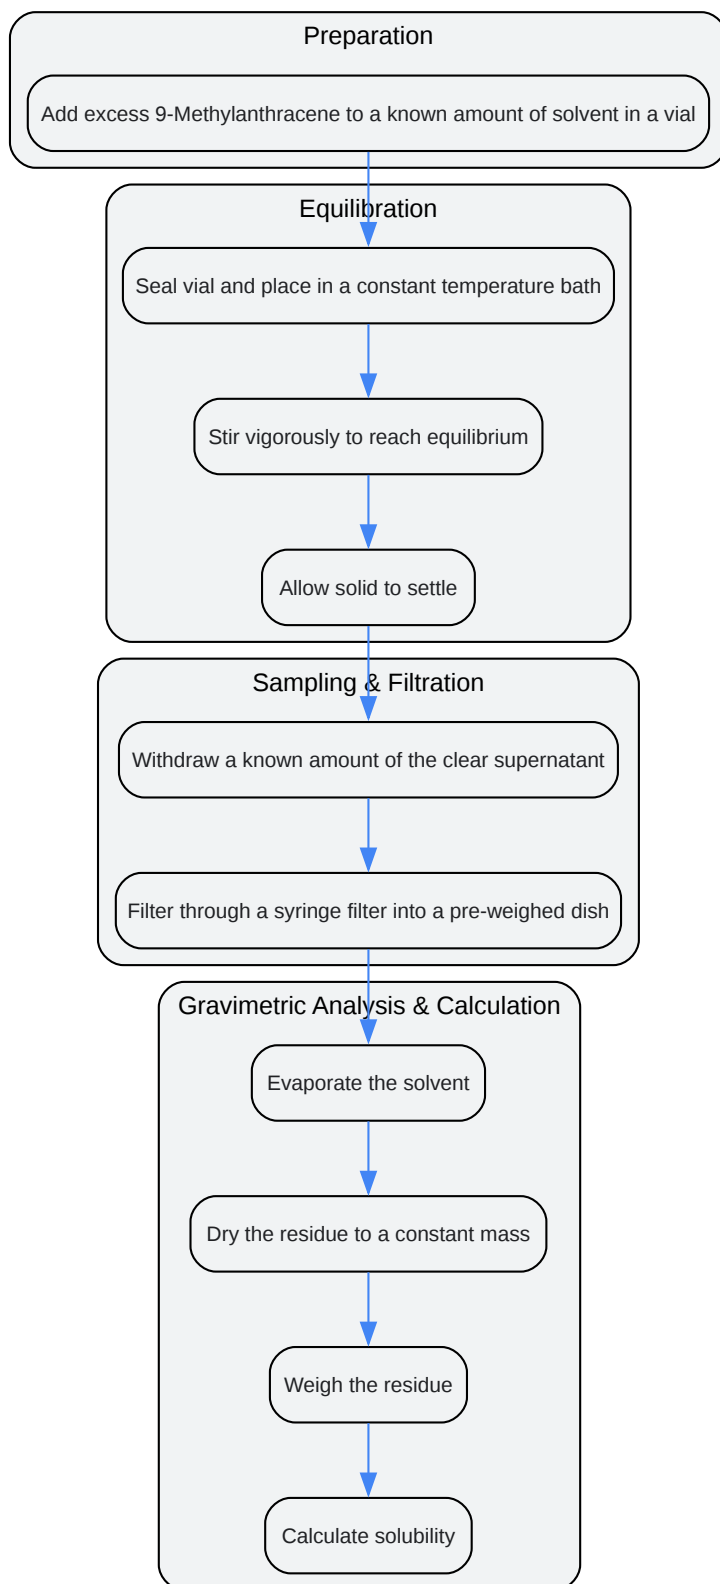 Preparation
Add excess 9-Methylanthracene to a known amount of solvent in a vial
Equilibration
Seal vial and place in a constant temperature bath
Stir vigorously to reach equilibrium
Allow solid to settle
Sampling & Filtration
Withdraw a known amount of the clear supernatant
Filter through a syringe filter into a pre-weighed dish
Gravimetric Analysis & Calculation
Evaporate the solvent
Dry the residue to a constant mass
Weigh the residue
Calculate solubility